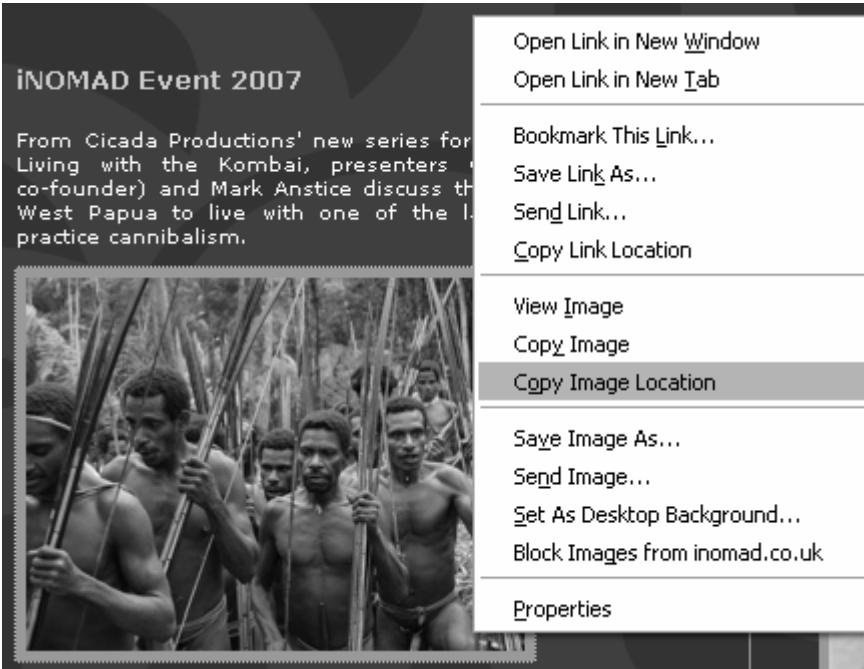 iNOMAD Event 2007
From Cicada Productions' new series for
Living with the Kombai, presenters
co-founder) and Mark Anstice discuss
West Papua to live with one of the
practice cannibalism.
Open Link in New Window
Open Link in New Tab
Bookmark This Link...
Save Link As...
Send Link...
Copy Link Location
View Image
Copy Image
Copy Image Location
Save Image As...
Send Image...
Set As Desktop Background...
Block Images from inomad.co.uk
Properties